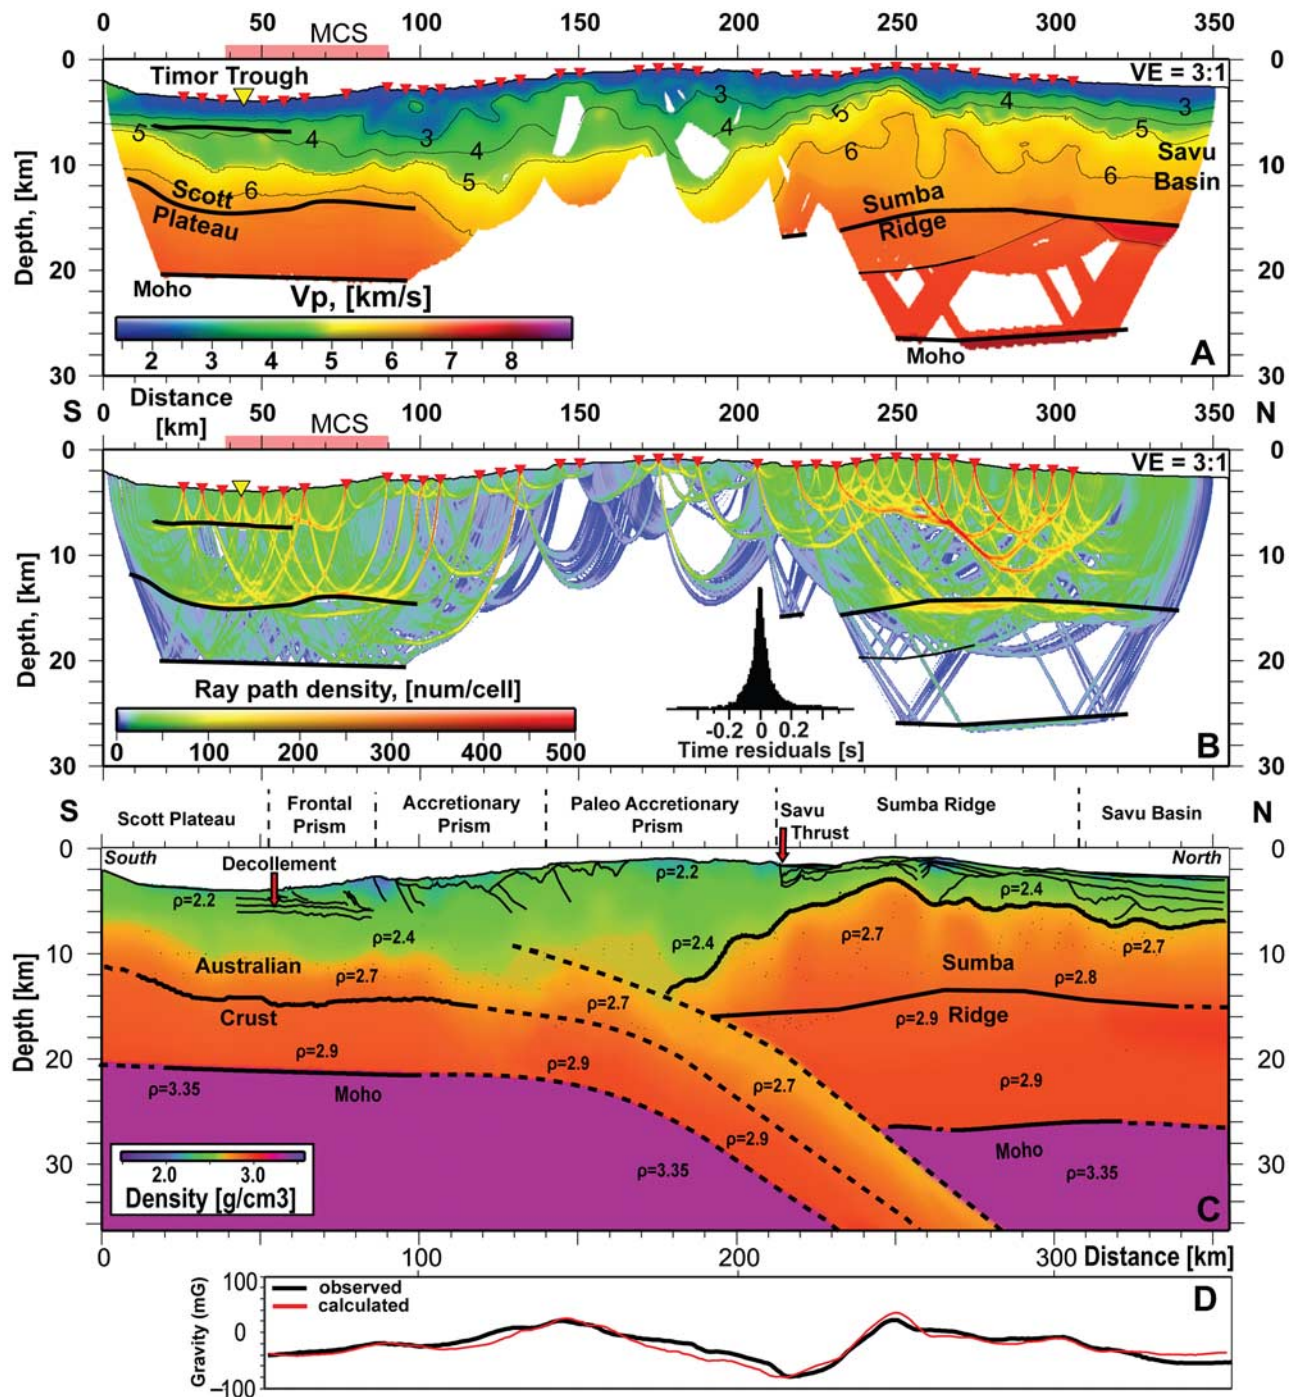 0 50 100 150 200 250 300 350
MCS
0 Timor Trough VE = 3:1 0
3 4 3
5 4 3 4 4 5 5
10 5 6 6 Savu 10
6 Scott Sumba Basin
Plateau Ridge
20 20
Moho
Vp, [km/s]
2 3 4 5 6 7 8
Moho A
30 30
Depth, [km]
S Distance [km] 50 MCS 100 150 200 250 300 350 N
0 VE = 3:1 0
10 10
20 20
Ray path density, [num/cell]
0 100 200 300 400 500
-0.2 0 0.2
Time residuals [s]
B
30 30
Depth, [km]
S Scott Plateau Frontal Prism Accretionary Prism Paleo Accretionary Prism Savu Thrust Sumba Ridge Savu Basin N
0 South North 0
Decollement
ρ=2.2 ρ=2.2 ρ=2.4
ρ=2.4 ρ=2.4 ρ=2.7 ρ=2.7
10 Australian Sumba 10
ρ=2.7 ρ=2.7 ρ=2.8
Crust ρ=2.9 Ridge
20 ρ=2.9 ρ=2.9 ρ=2.7 ρ=2.9 20
ρ=3.35 Moho
ρ=2.9 Moho
30 ρ=3.35 ρ=3.35 30
2.0 3.0
Density [g/cm3]
C
Depth [km]
0 100 200 300 Distance [km]
100 observed D
calculated
0
−100
Gravity (mG)